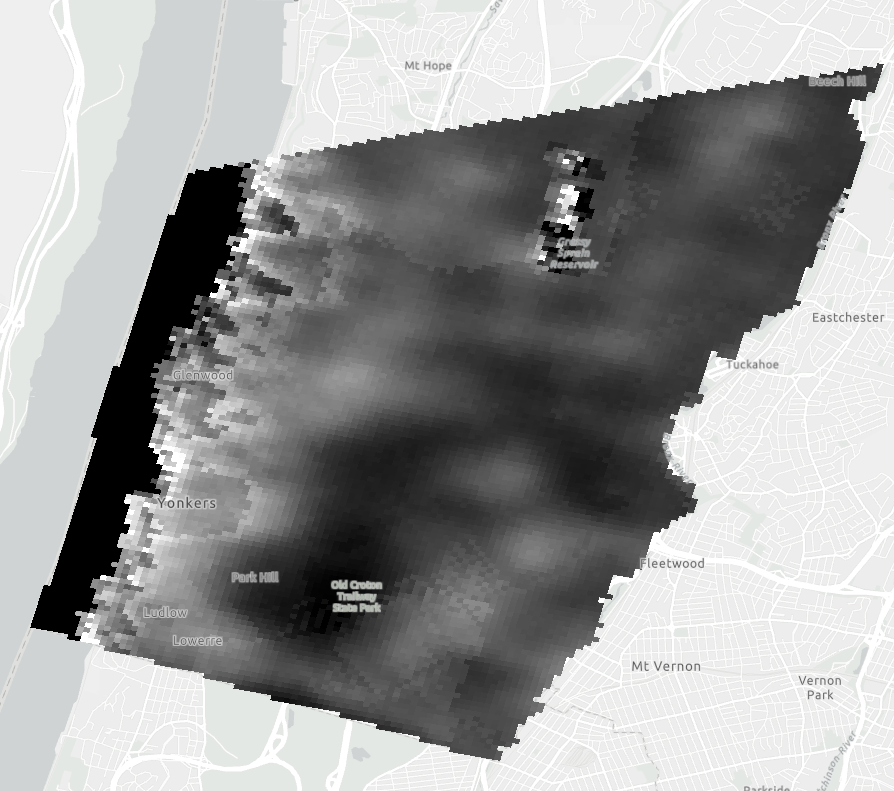 Mt Hope
Beech Hill
Grassy
Sprain
Reservoir
Eastchester
Tuckahoe
Glenwood
Yonkers
Fleetwood
Park Hill
Old Croton
Trailway
State Park
Ludlow
Lowerre
Mt Vernon
Vernon
Park